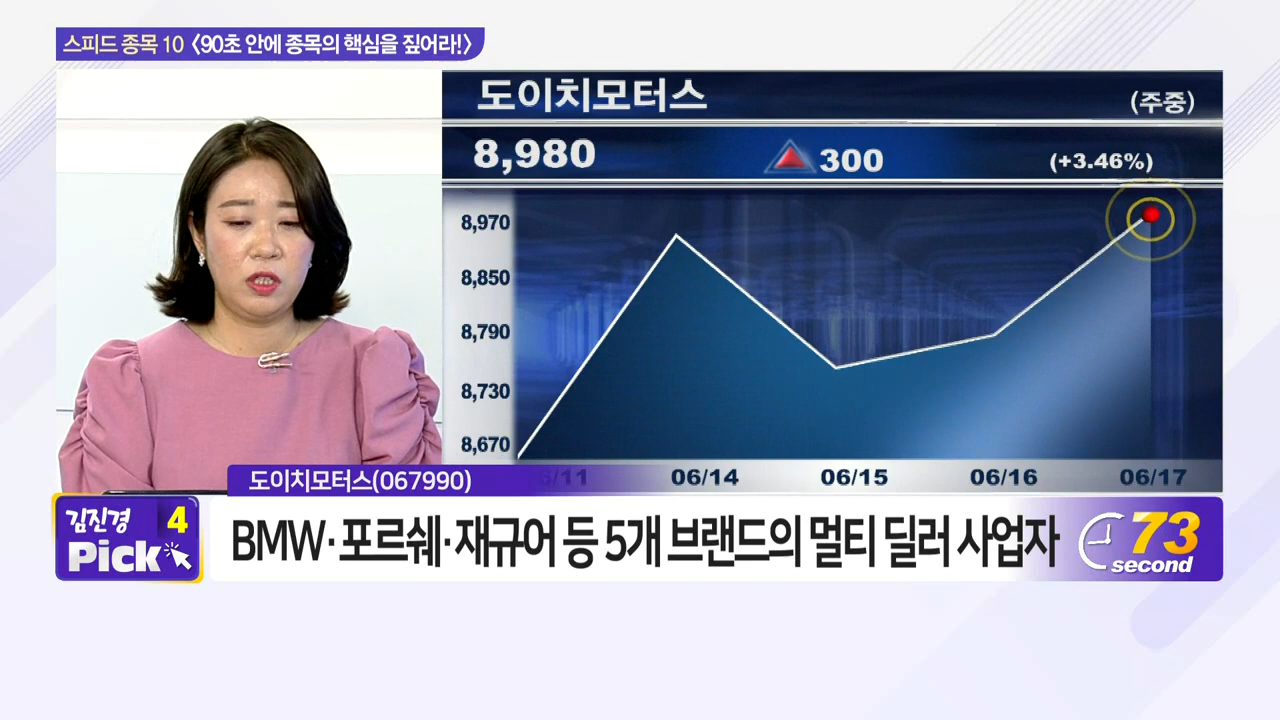 스피드 종목 10 <90초 안에 종목의 핵심을 짚어라!>
도이치모터스 (주중)
8,980 300 (+3.46%)
8,970
8,850
8,790
8,730
8,670
6/11 06/14 06/15 06/16 06/17
도이치모터스(067990)
김진경 4
Pick
BMW·포르쉐·재규어 등 5개 브랜드의 멀티 딜러 사업자
73
second